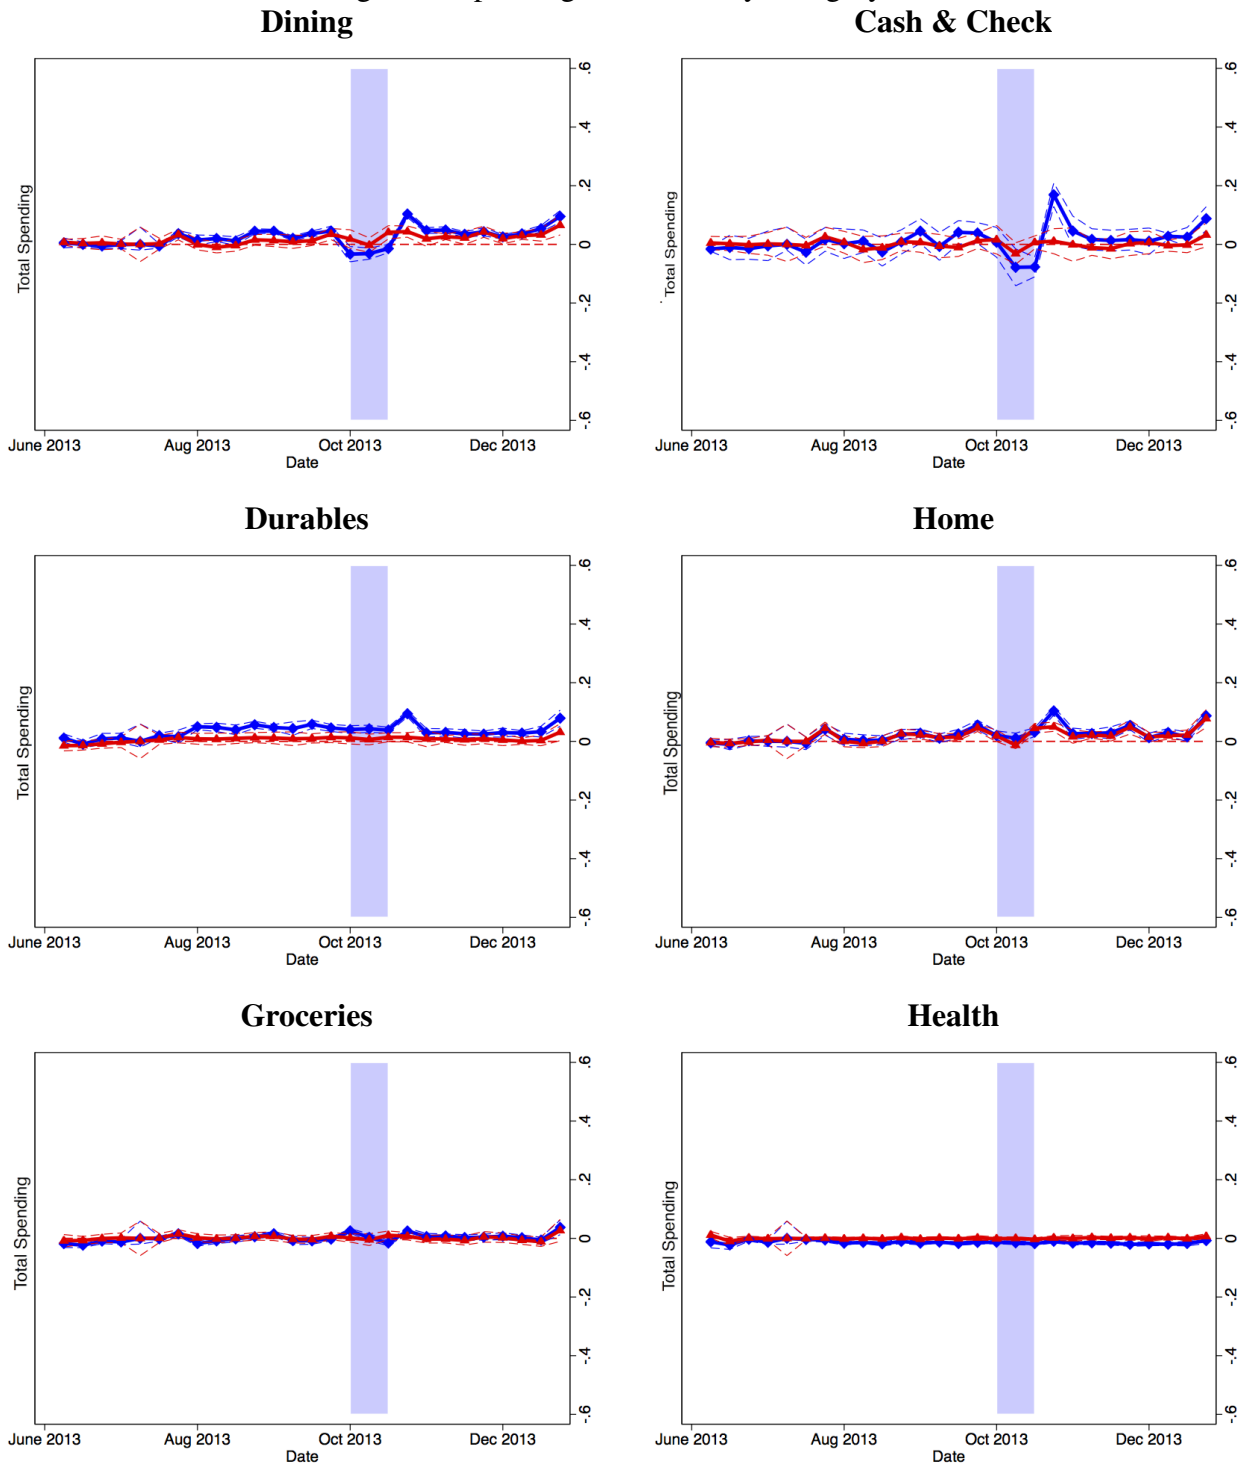 Dining
Cash & Check
Total Spending
.6
.4
.2
0
-.2
-.4
-.6
June 2013
Aug 2013
Oct 2013
Dec 2013
Date
Total Spending
.6
.4
.2
0
-.2
-.4
-.6
June 2013
Aug 2013
Oct 2013
Dec 2013
Date
Durables
Home
Total Spending
.6
.4
.2
0
-.2
-.4
-.6
June 2013
Aug 2013
Oct 2013
Dec 2013
Date
Total Spending
.6
.4
.2
0
-.2
-.4
-.6
June 2013
Aug 2013
Oct 2013
Dec 2013
Date
Groceries
Health
Total Spending
.6
.4
.2
0
-.2
-.4
-.6
June 2013
Aug 2013
Oct 2013
Dec 2013
Date
Total Spending
.6
.4
.2
0
-.2
-.4
-.6
June 2013
Aug 2013
Oct 2013
Dec 2013
Date